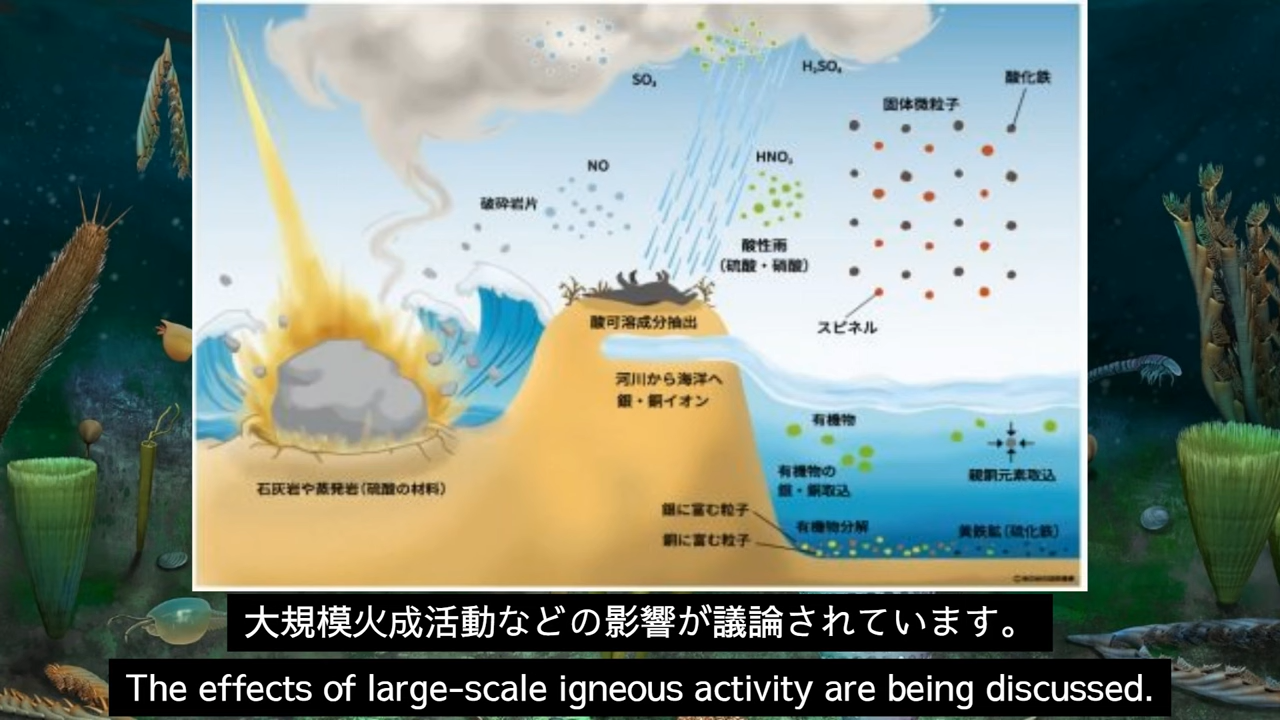 SO₂
H₂SO₄
酸化鉄
固体微粒子
NO
HNO₃
破砕岩片
酸性雨
(硫酸・硝酸)
スピネル
酸可溶成分抽出
河川から海洋へ
銀・銅イオン
有機物
有機物の
銀・銅取込
親銅元素取込
石灰岩や蒸発岩(硫酸の材料)
銀に富む粒子
有機物分解
黄鉄鉱(硫化鉄)
銅に富む粒子
大規模火成活動などの影響が議論されています。
The effects of large-scale igneous activity are being discussed.